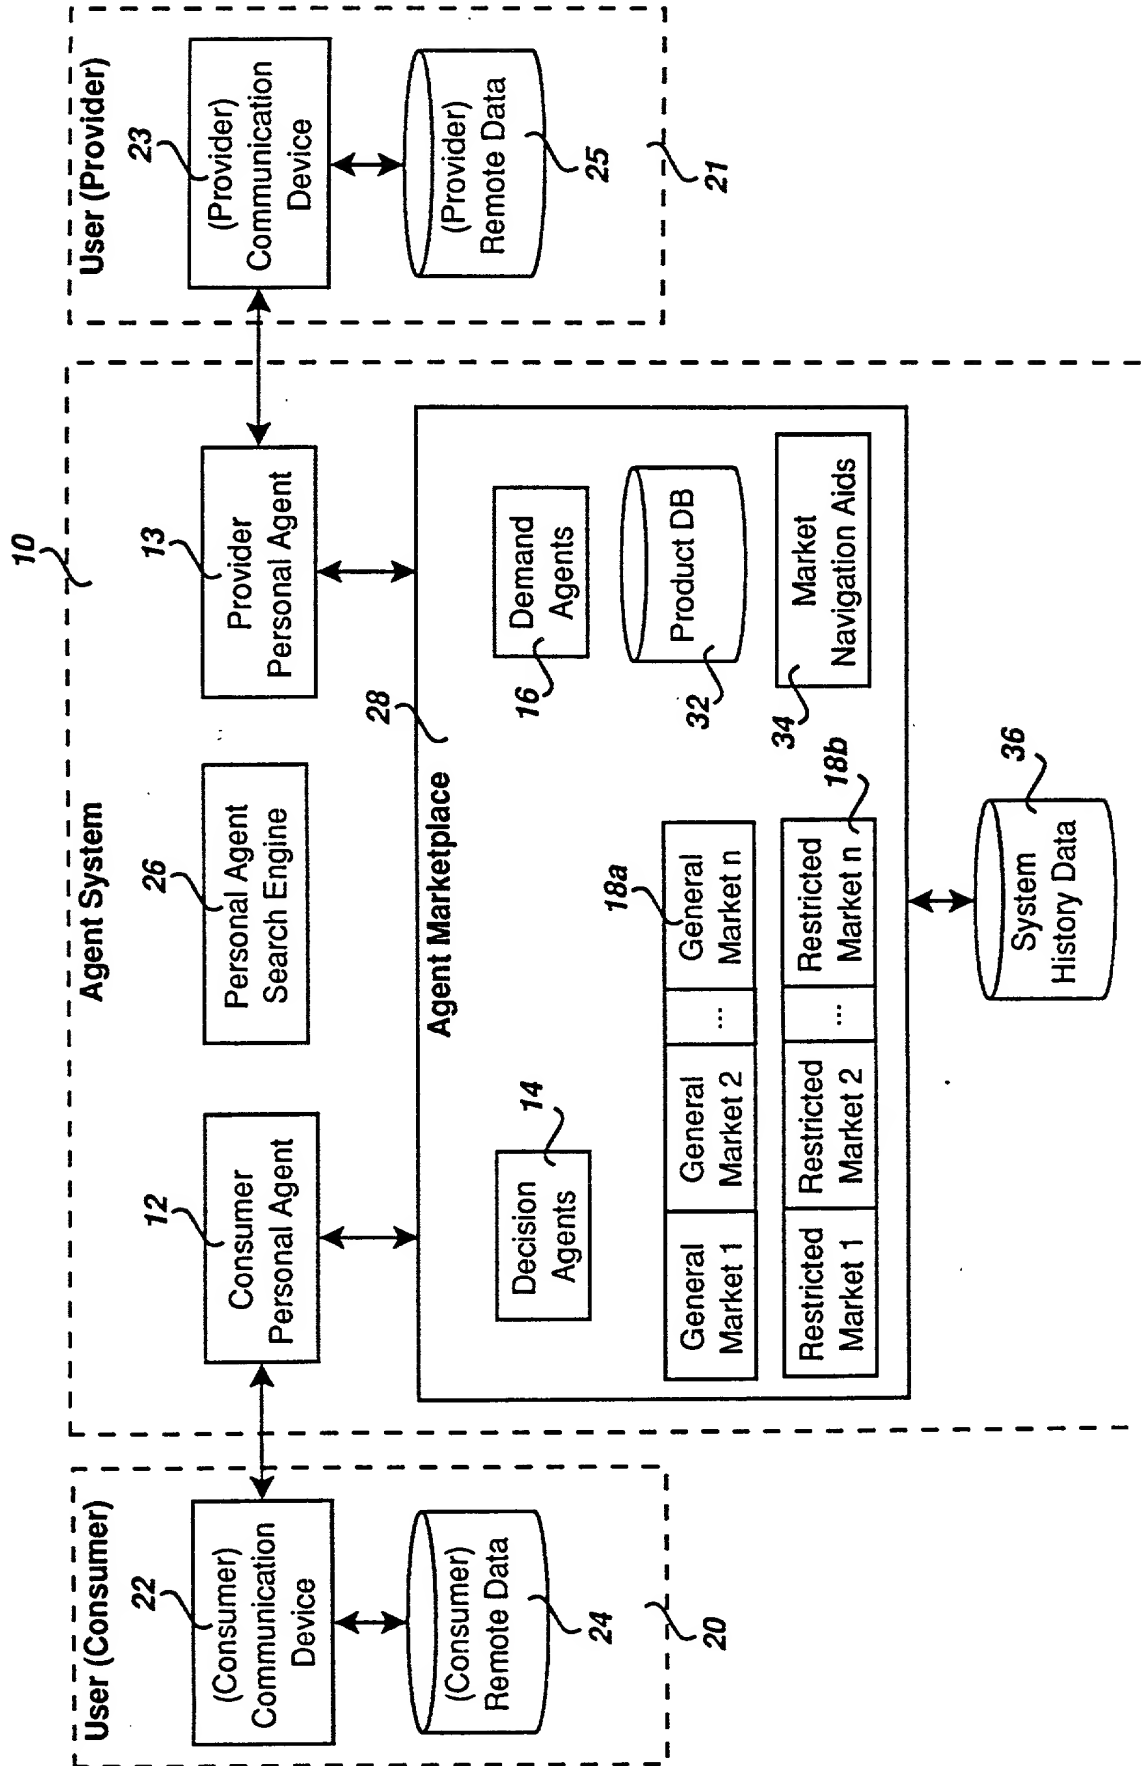 User (Consumer)
22
(Consumer)
Communication
Device
(Consumer)
Remote Data
24
20
10
Agent System
12
Consumer
Personal Agent
26
Personal Agent
Search Engine
13
Provider
Personal Agent
28
Agent Marketplace
14
Decision
Agents
16
Demand
Agents
18a
General
Market 1
General
Market 2
...
General
Market n
Restricted
Market 1
Restricted
Market 2
...
Restricted
Market n
18b
Product DB
32
Market
Navigation Aids
34
System
History Data
36
User (Provider)
23
(Provider)
Communication
Device
(Provider)
Remote Data
25
21